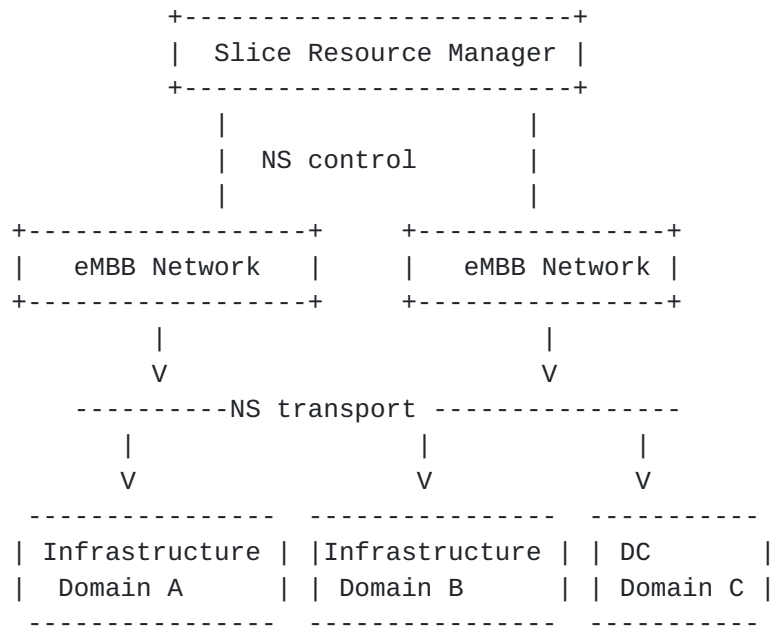 Slice Resource Manager
NS control
eMBB Network eMBB Network
V V
NS transport
V V V
Infrastructure Infrastructure DC
Domain A Domain B Domain C